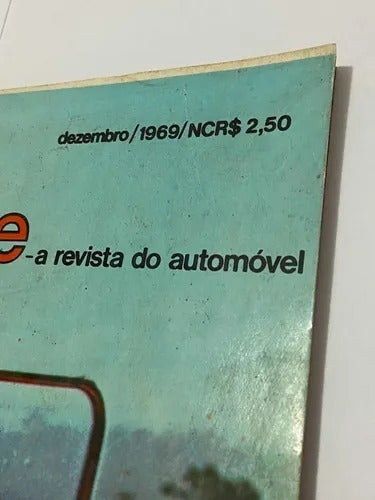 dezembro/1969/NCR$ 2,50
e-a revista do automóvel